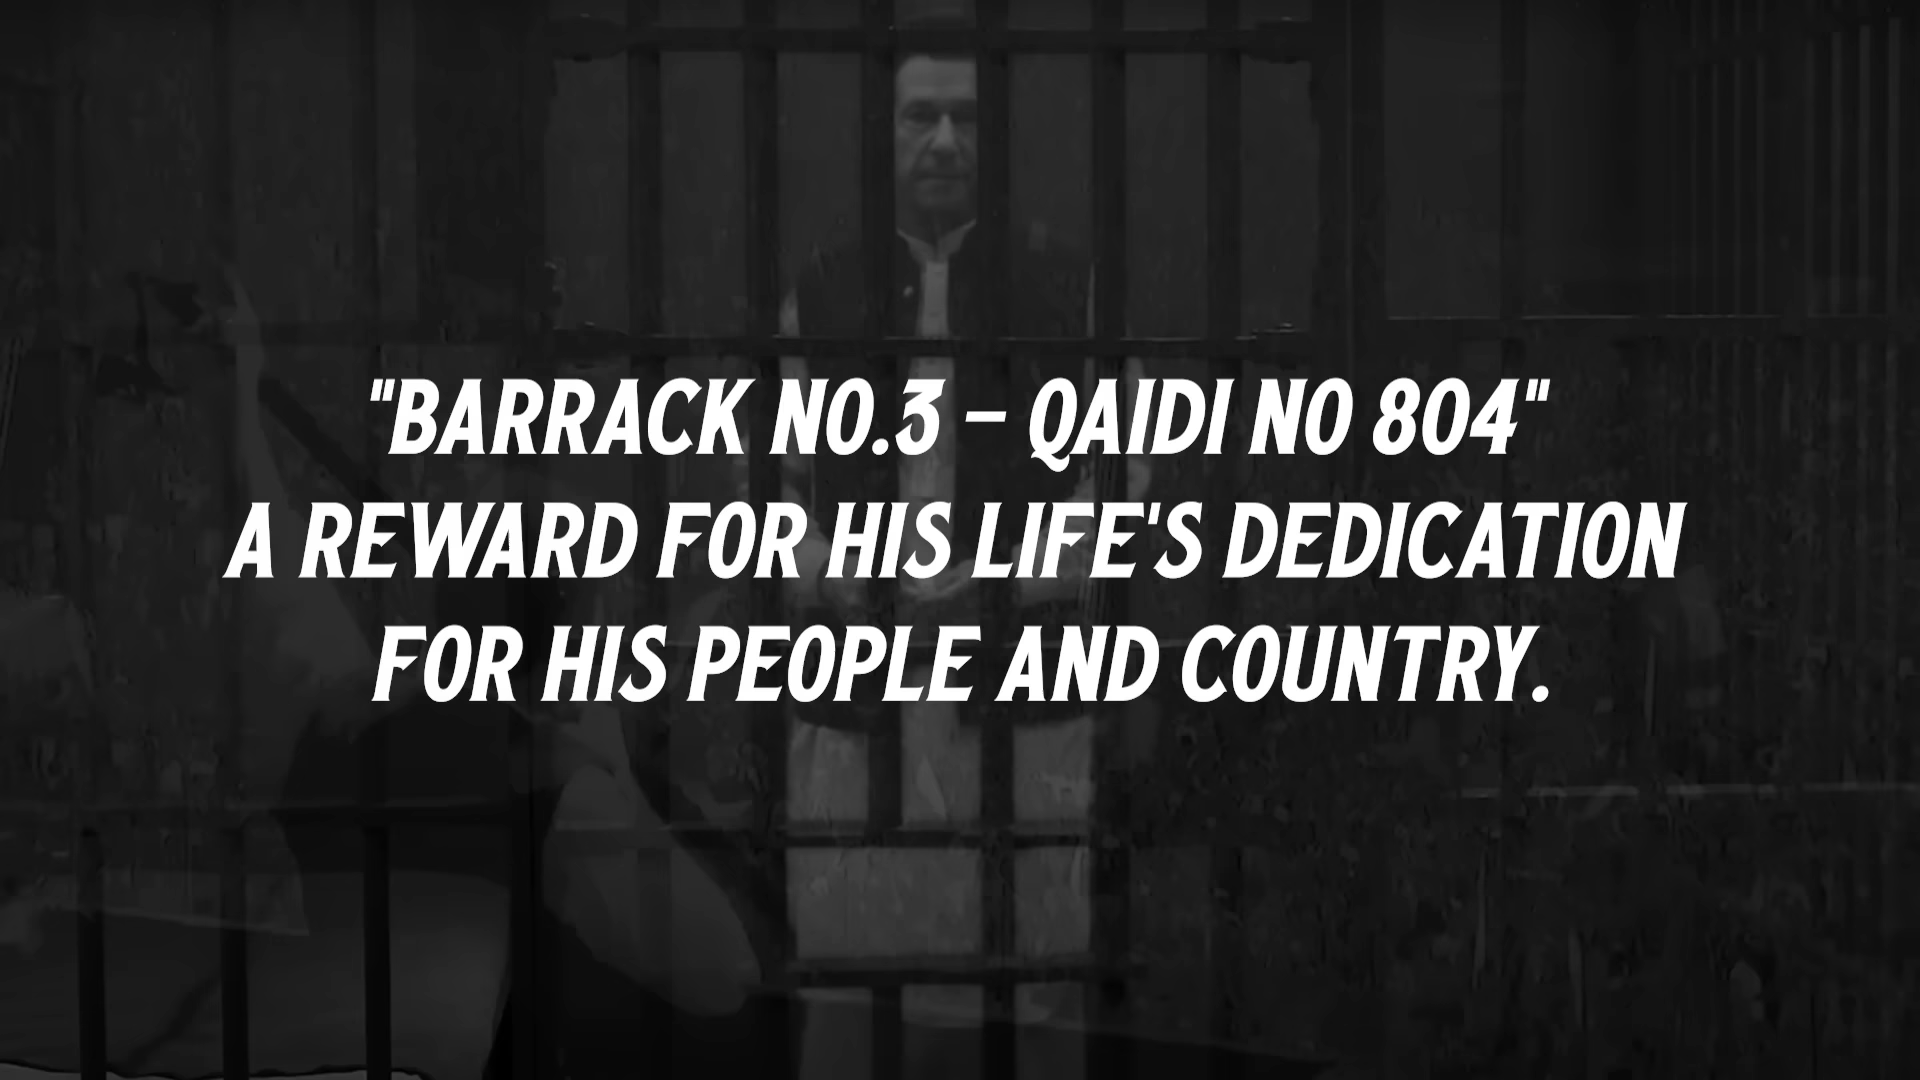 "BARRACK NO.3 – QAIDI NO 804"
A REWARD FOR HIS LIFE'S DEDICATION
FOR HIS PEOPLE AND COUNTRY.